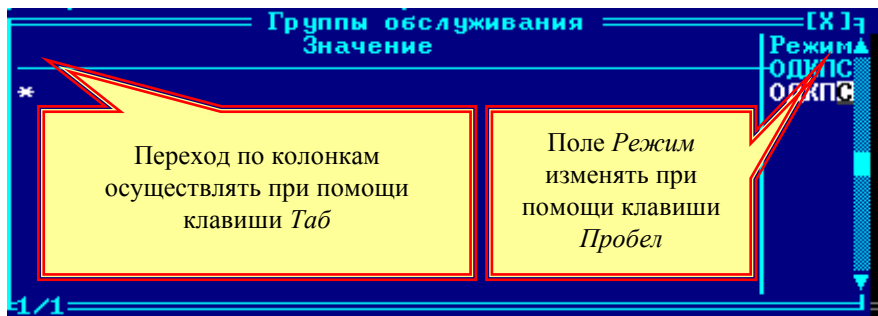 Группы обслуживания [X]
Значение Режим
ОДКПС
* ОДКПС
Переход по колонкам
осуществлять при помощи
клавиши Таб
Поле Режим
изменять при
помощи клавиши
Пробел
1/1